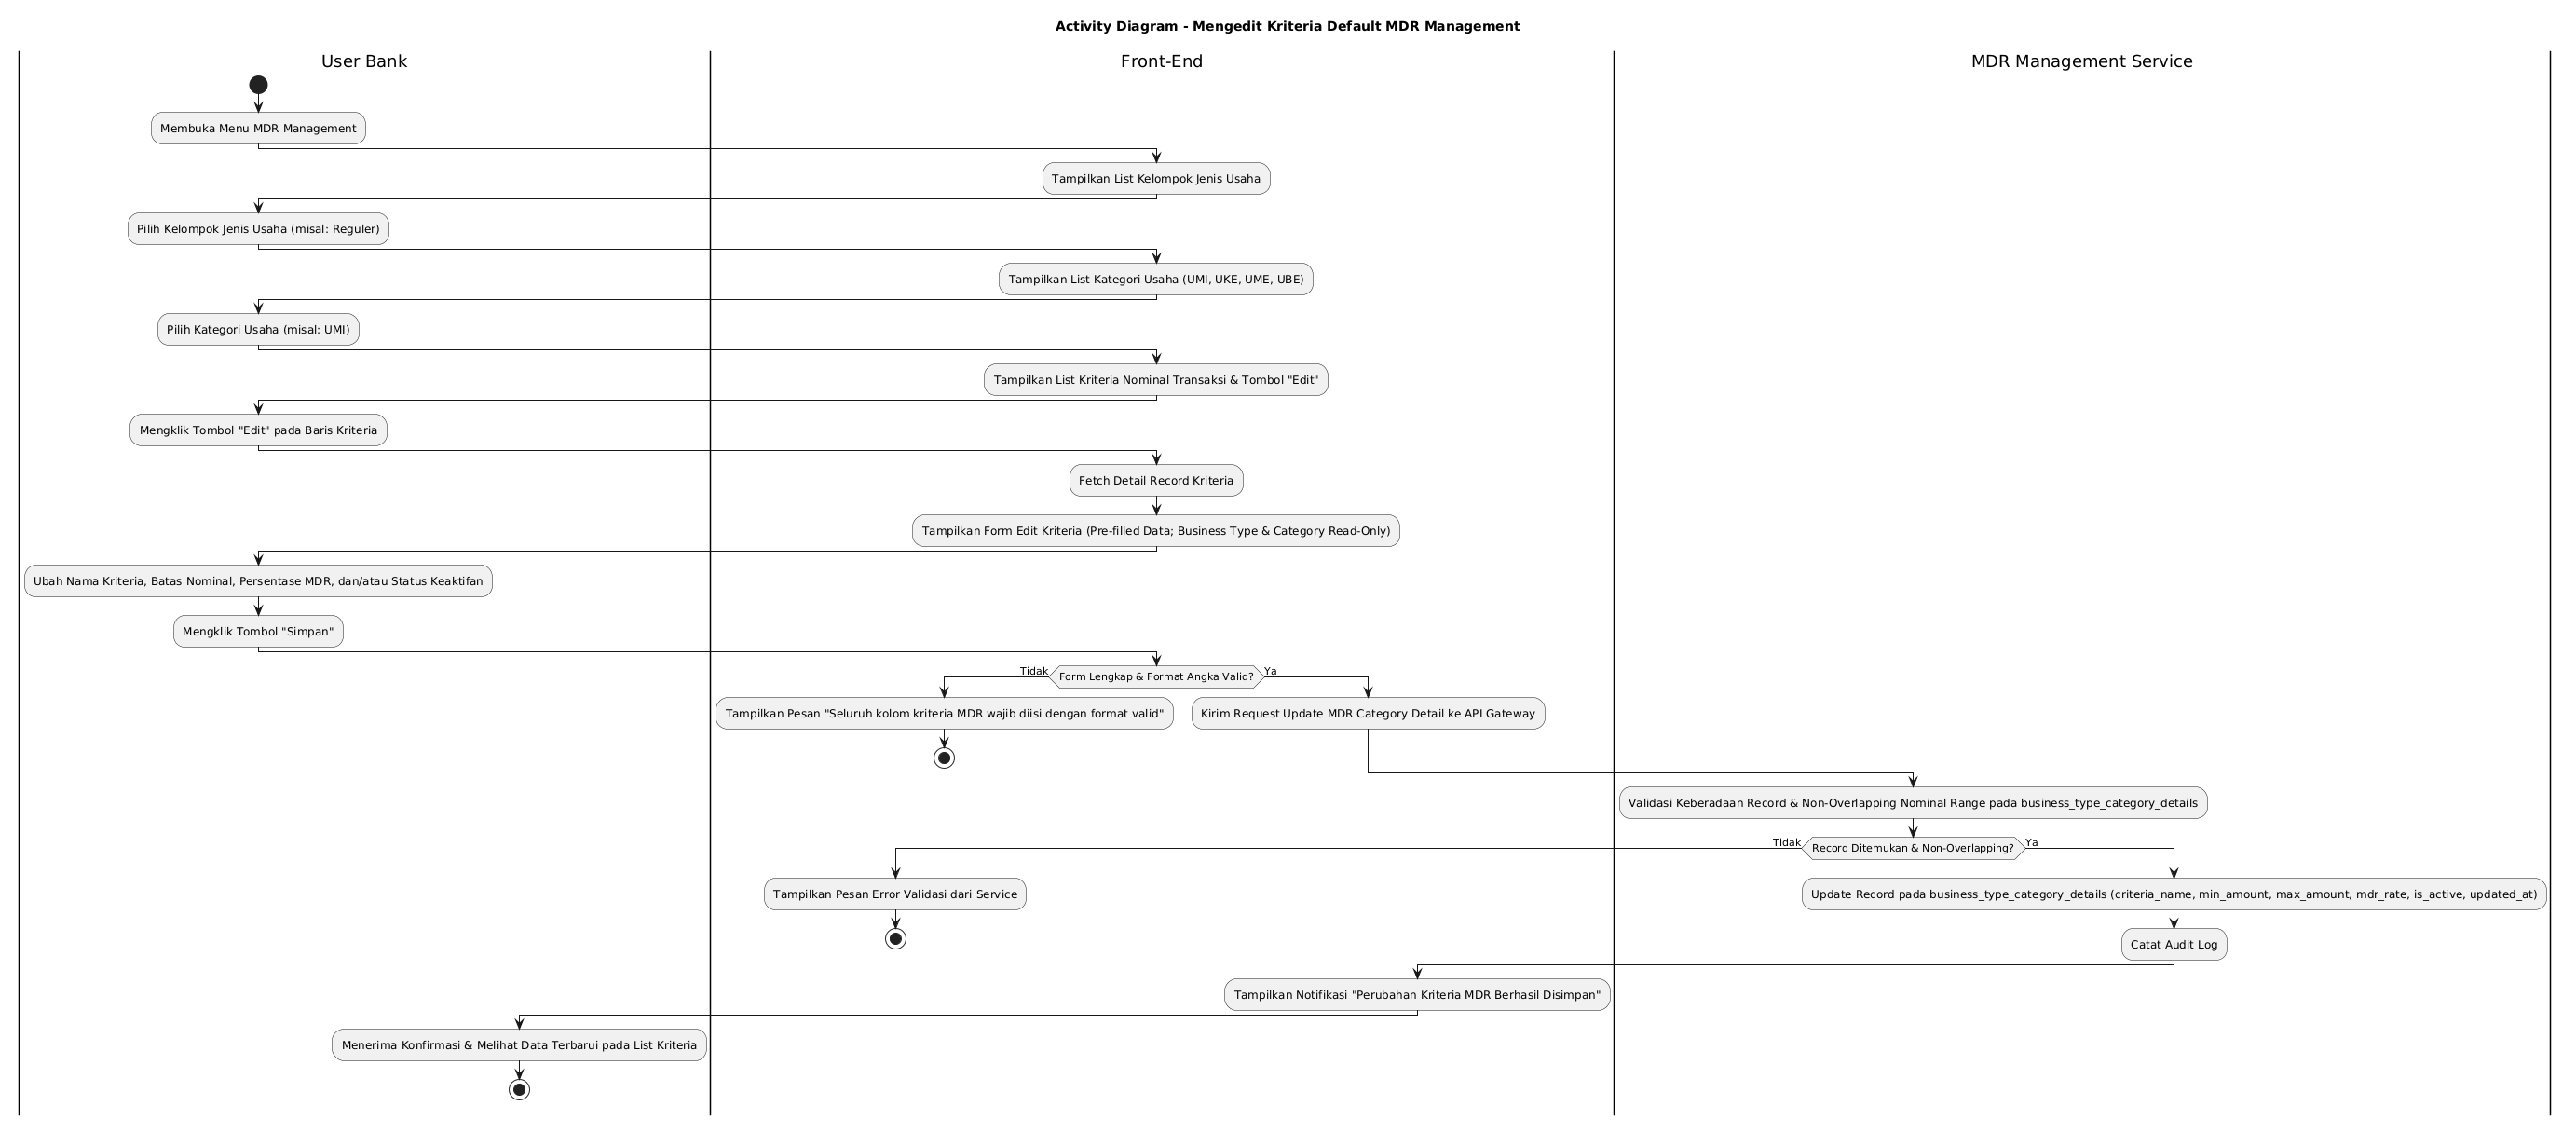 Activity Diagram - Mengedit Kriteria Default MDR Management
User Bank
Front-End
MDR Management Service
Membuka Menu MDR Management
Tampilkan List Kelompok Jenis Usaha
Pilih Kelompok Jenis Usaha (misal: Reguler)
Tampilkan List Kategori Usaha (UMI, UKE, UME, UBE)
Pilih Kategori Usaha (misal: UMI)
Tampilkan List Kriteria Nominal Transaksi & Tombol "Edit"
Mengklik Tombol "Edit" pada Baris Kriteria
Fetch Detail Record Kriteria
Tampilkan Form Edit Kriteria (Pre-filled Data; Business Type & Category Read-Only)
Ubah Nama Kriteria, Batas Nominal, Persentase MDR, dan/atau Status Keaktifan
Mengklik Tombol "Simpan"
Tidak
Form Lengkap & Format Angka Valid?
Ya
Tampilkan Pesan "Seluruh kolom kriteria MDR wajib diisi dengan format valid"
Kirim Request Update MDR Category Detail ke API Gateway
Validasi Keberadaan Record & Non-Overlapping Nominal Range pada business_type_category_details
Tidak
Record Ditemukan & Non-Overlapping?
Ya
Tampilkan Pesan Error Validasi dari Service
Update Record pada business_type_category_details (criteria_name, min_amount, max_amount, mdr_rate, is_active, updated_at)
Catat Audit Log
Tampilkan Notifikasi "Perubahan Kriteria MDR Berhasil Disimpan"
Menerima Konfirmasi & Melihat Data Terbarui pada List Kriteria